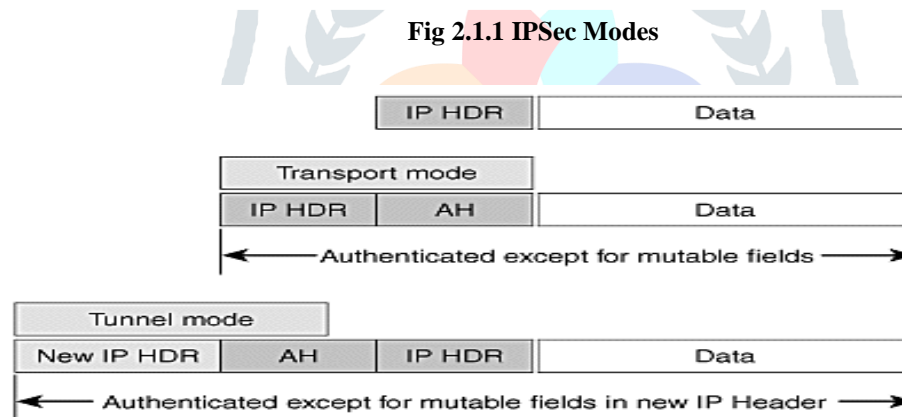 Fig 2.1.1 IPSec Modes
IP HDR Data
Transport mode
IP HDR AH Data
Authenticated except for mutable fields
Tunnel mode
New IP HDR AH IP HDR Data
Authenticated except for mutable fields in new IP Header